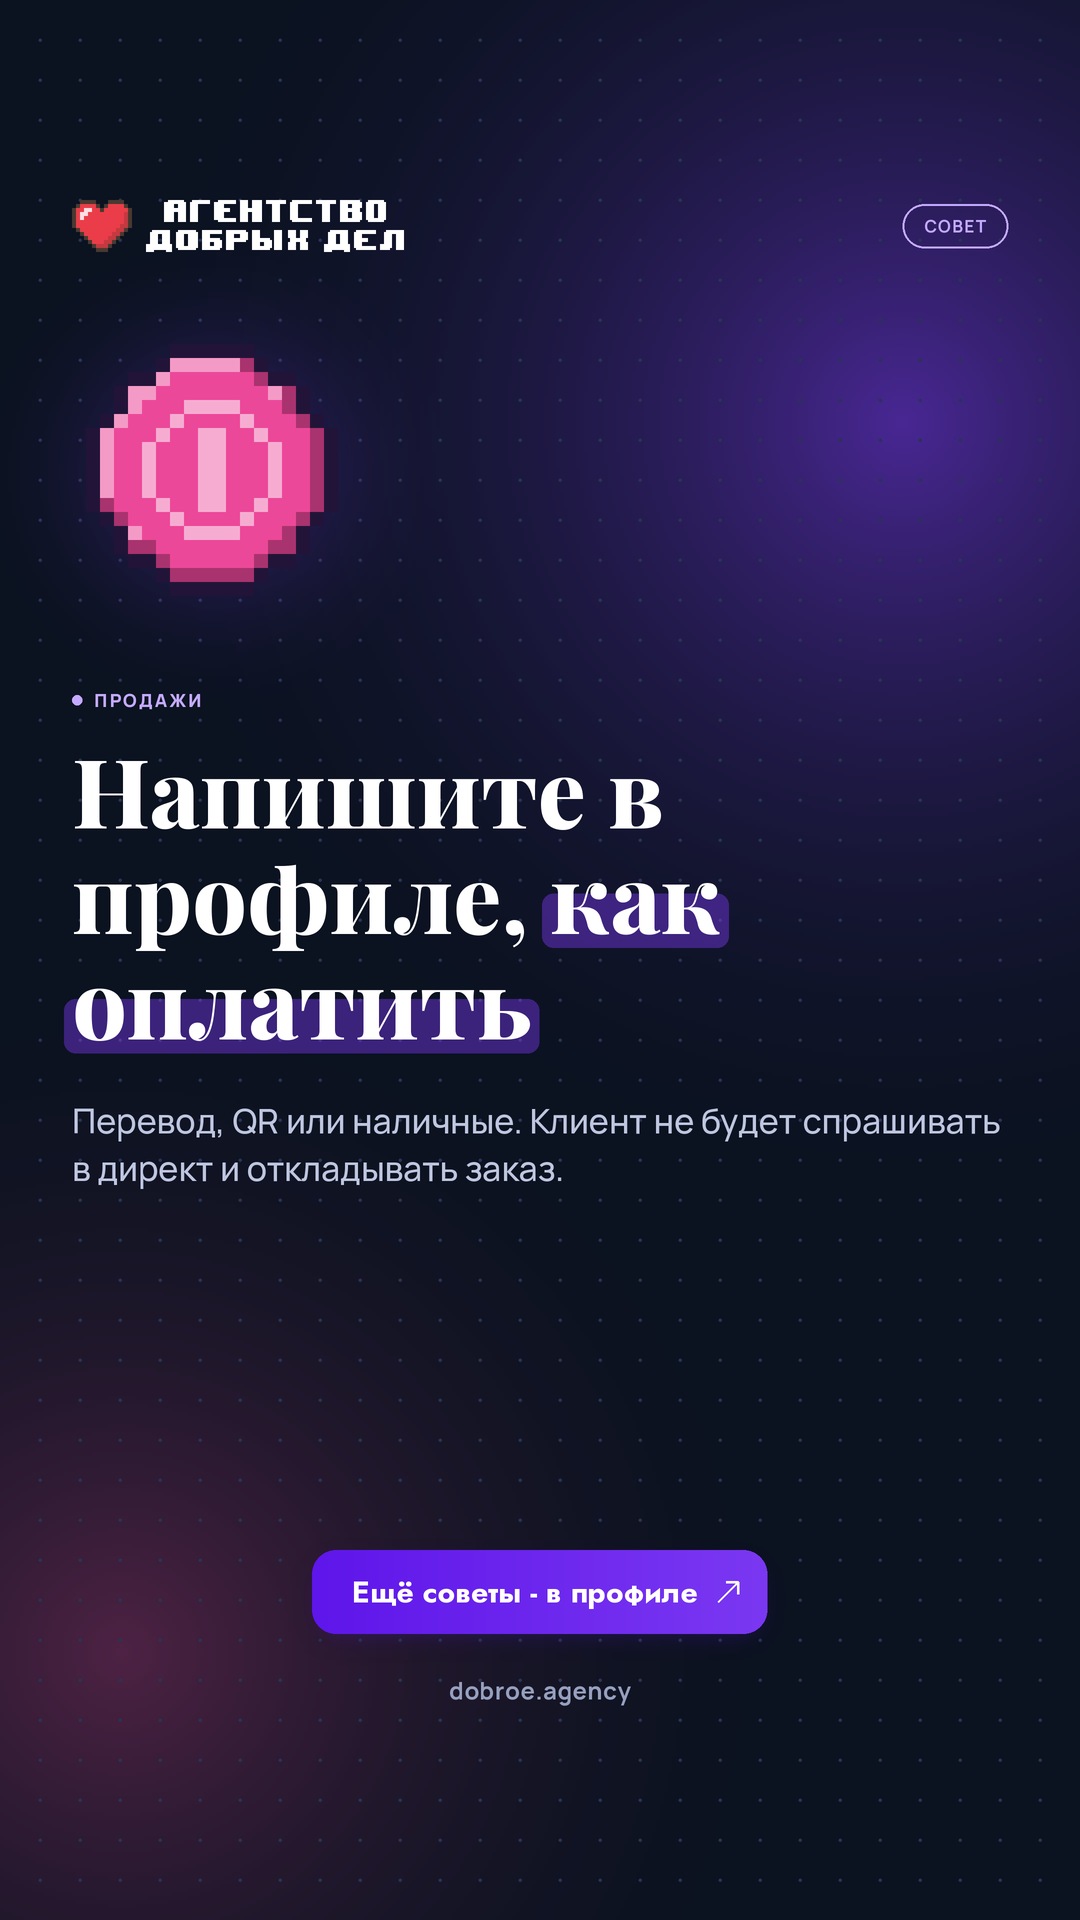 АГЕНТСТВО
ДОБРЫХ ДЕЛ
СОВЕТ
ПРОДАЖИ
Напишите в
профиле, как
оплатить
Перевод, QR или наличные. Клиент не будет спрашивать
в директ и откладывать заказ.
Ещё советы - в профиле
dobroe.agency